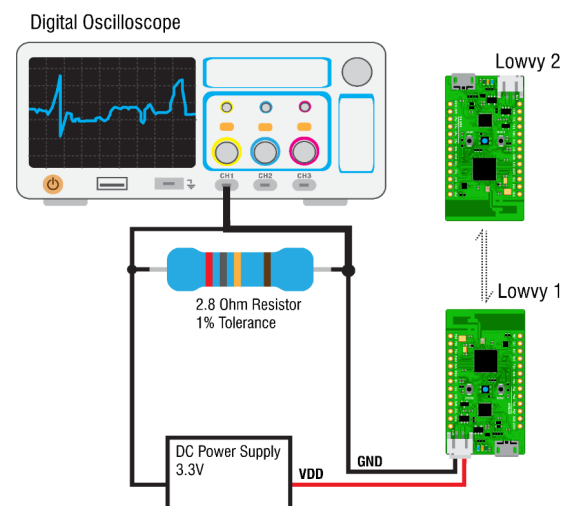 Digital Oscilloscope
Lowvy 2
CH1 CH2 CH3
Lowvy 1
2.8 Ohm Resistor
1% Tolerance
DC Power Supply
3.3V
VDD
GND